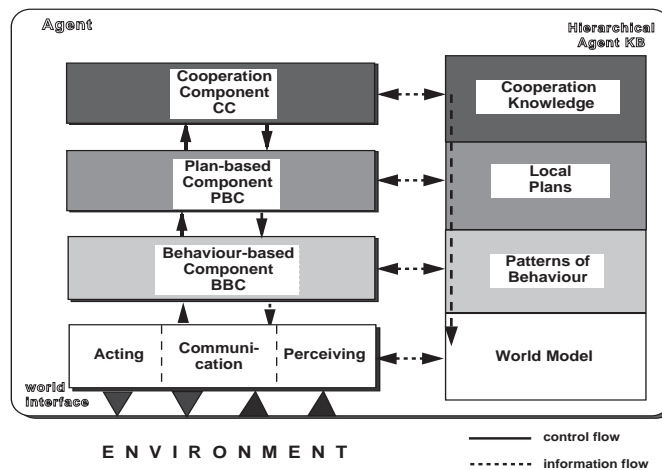 Agent
Hierarchical
Agent KB
Cooperation
Component
CC
Cooperation
Knowledge
Plan-based
Component
PBC
Local
Plans
Behaviour-based
Component
BBC
Patterns of
Behaviour
Acting
Communi-
cation
Perceiving
World Model
world
interface
ENVIRONMENT
control flow
information flow